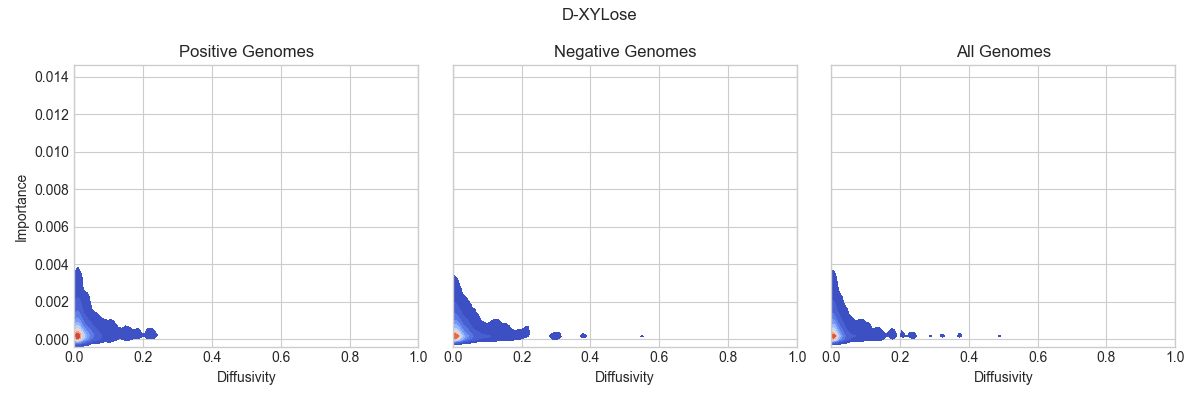 D-XYLose
Positive Genomes
Negative Genomes
All Genomes
0.014
0.012
0.010
0.008
0.006
0.004
0.002
0.000
Importance
0.0 0.2 0.4 0.6 0.8 1.0
0.0 0.2 0.4 0.6 0.8 1.0
0.0 0.2 0.4 0.6 0.8 1.0
Diffusivity
Diffusivity
Diffusivity